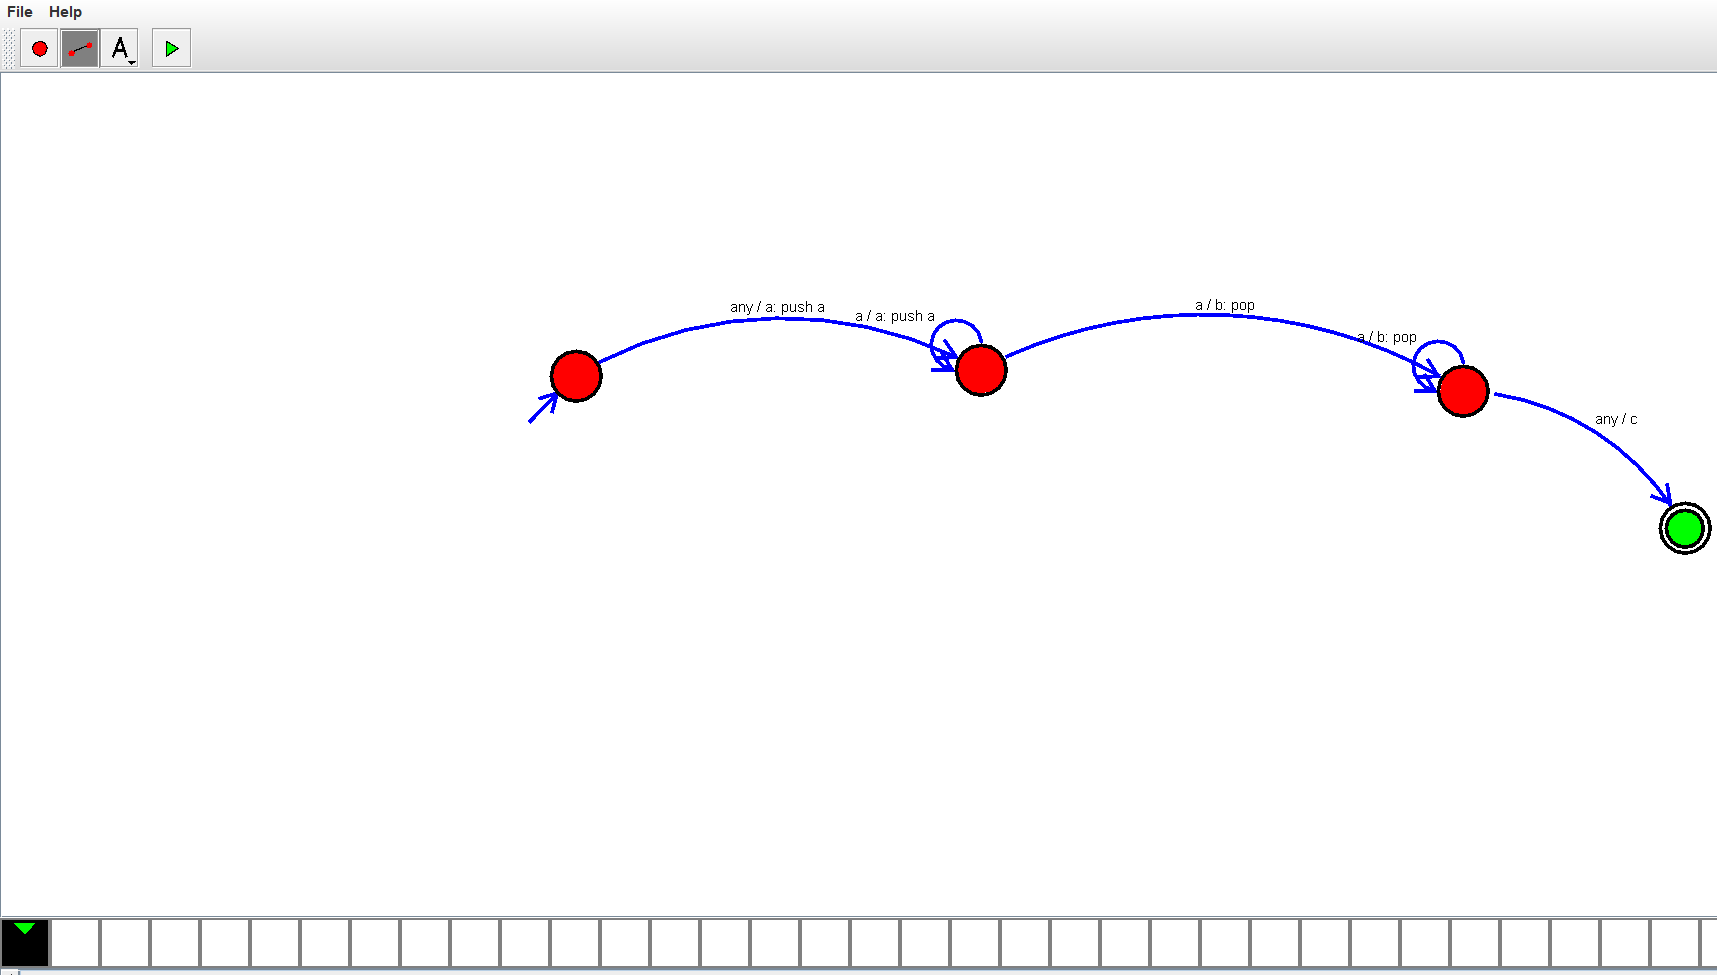 File Help
A
any / a: push a
a / a: push a
a / b: pop
a / b: pop
any / c